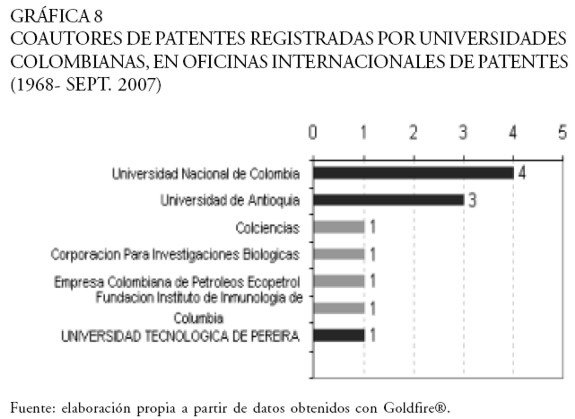 GRÁFICA 8
COAUTORES DE PATENTES REGISTRADAS POR UNIVERSIDADES
COLOMBIANAS, EN OFICINAS INTERNACIONALES DE PATENTES
(1968- SEPT. 2007)
0 1 2 3 4 5
Universidad Nacional de Colombia 4
Universidad de Antioquia 3
Colciencias 1
Corporacion Para Investigaciones Biologicas 1
Empresa Colombiana de Petroleos Ecopetrol 1
Fundacion Instituto de Inmunologia de
Columbia 1
UNIVERSIDAD TECNOLOGICA DE PEREIRA 1
Fuente: elaboración propia a partir de datos obtenidos con Goldfire®.